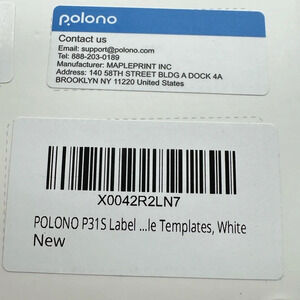 polono
Contact us
Email: support@polono.com
Tel: 888-203-0189
Manufacturer: MAPLEPRINT INC
Address: 140 58TH STREET BLDG A DOCK 4A
BROOKLYN NY 11220 United States
X0042R2LN7
POLONO P31S Label ...le Templates, White
New